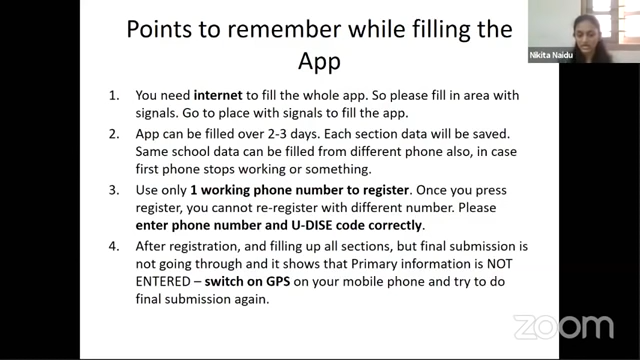 Points to remember while filling the
App
Nikita Naidu
1. You need internet to fill the whole app. So please fill in area with
signals. Go to place with signals to fill the app.
2. App can be filled over 2-3 days. Each section data will be saved.
Same school data can be filled from different phone also, in case
first phone stops working or something.
3. Use only 1 working phone number to register. Once you press
register, you cannot re-register with different number. Please
enter phone number and U-DISE code correctly.
4. After registration, and filling up all sections, but final submission is
not going through and it shows that Primary information is NOT
ENTERED – switch on GPS on your mobile phone and try to do
final submission again.
zoom